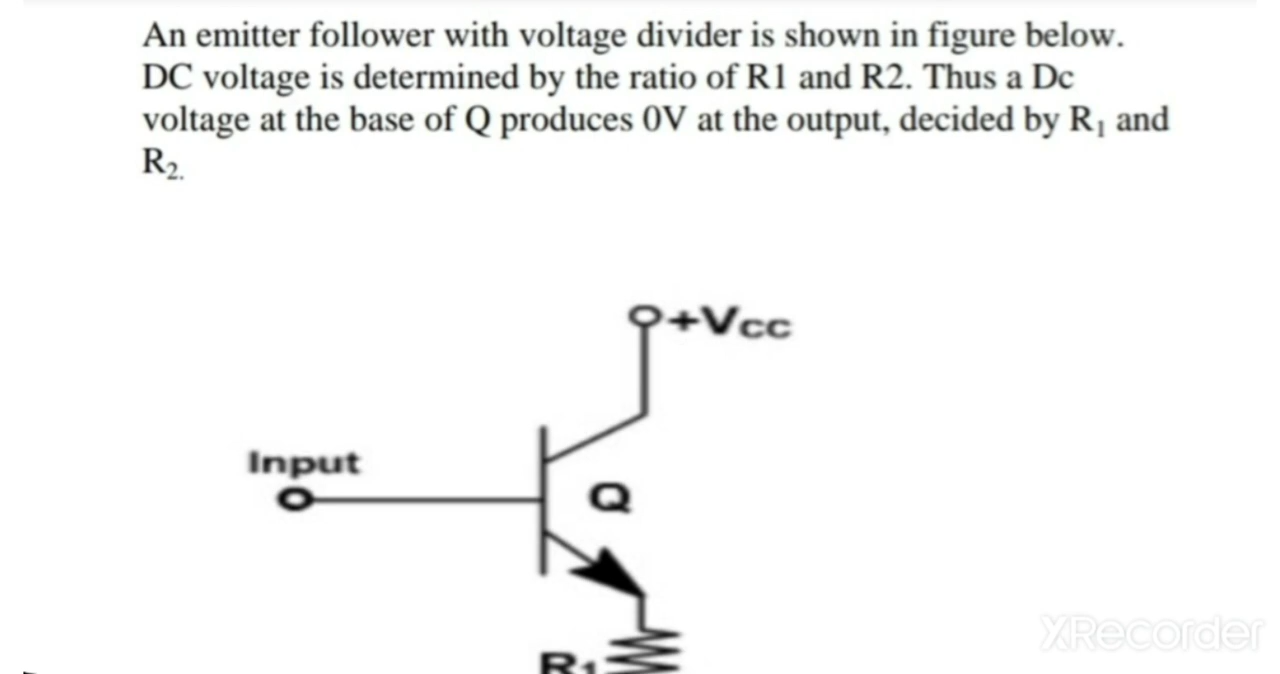 An emitter follower with voltage divider is shown in figure below.
DC voltage is determined by the ratio of R1 and R2. Thus a Dc
voltage at the base of Q produces 0V at the output, decided by R₁ and
R₂.
+Vcc
Input
Q
R₁
XRecorder